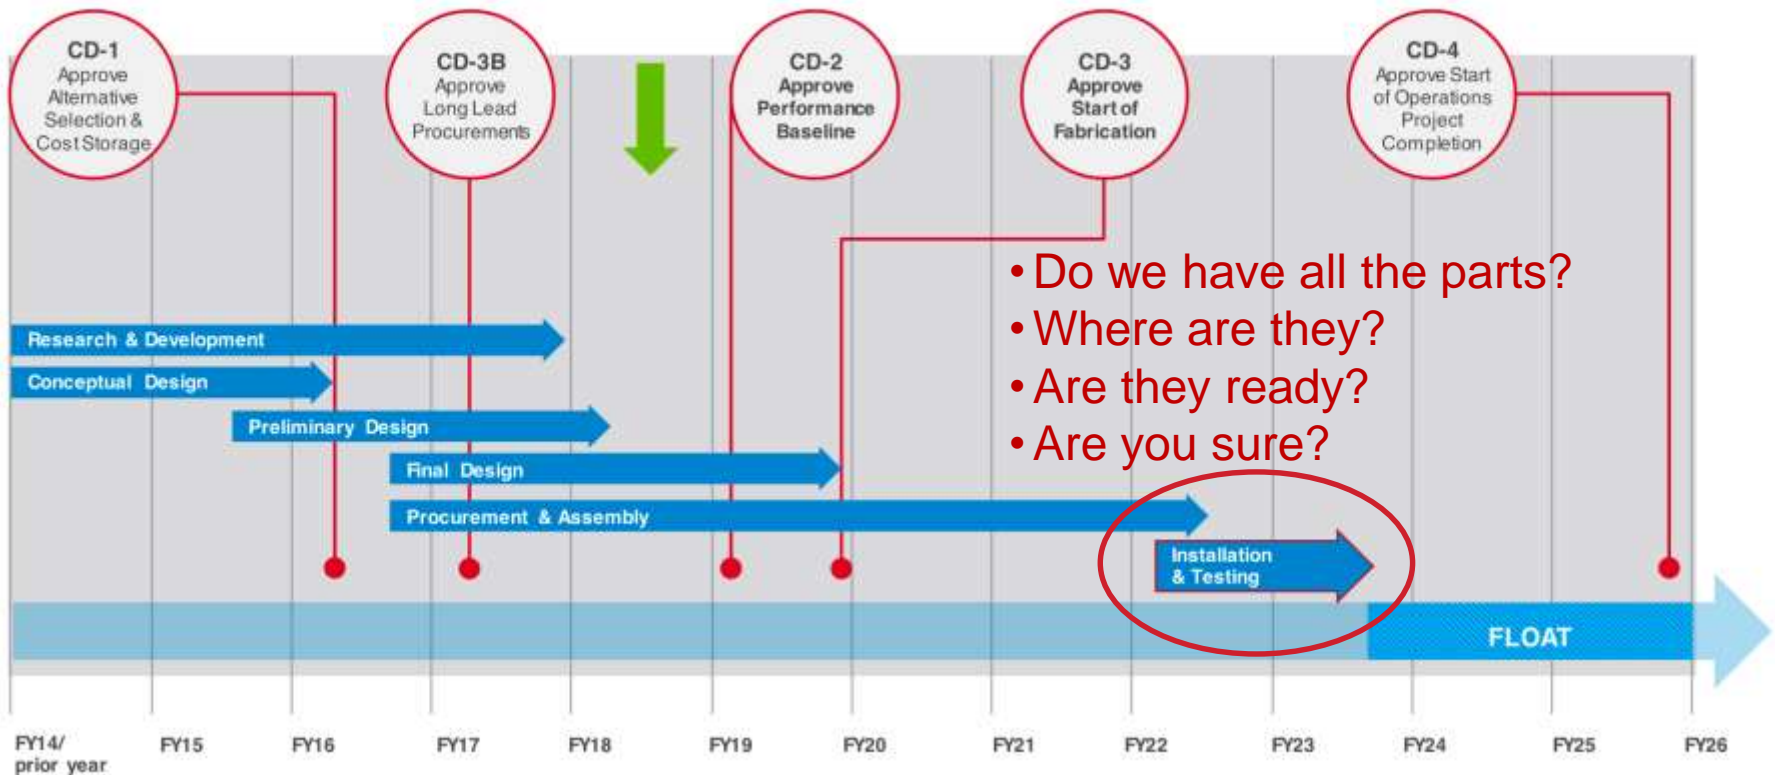 CD-1
Approve
Alternative
Selection &
Cost Storage
CD-3B
Approve
Long Lead
Procurements
CD-2
Approve
Performance
Baseline
CD-3
Approve
Start of
Fabrication
CD-4
Approve Start
of Operations
Project
Completion
• Do we have all the parts?
• Where are they?
• Are they ready?
• Are you sure?
Research & Development
Conceptual Design
Preliminary Design
Final Design
Procurement & Assembly
Installation
& Testing
FLOAT
FY14/
prior year
FY15
FY16
FY17
FY18
FY19
FY20
FY21
FY22
FY23
FY24
FY25
FY26